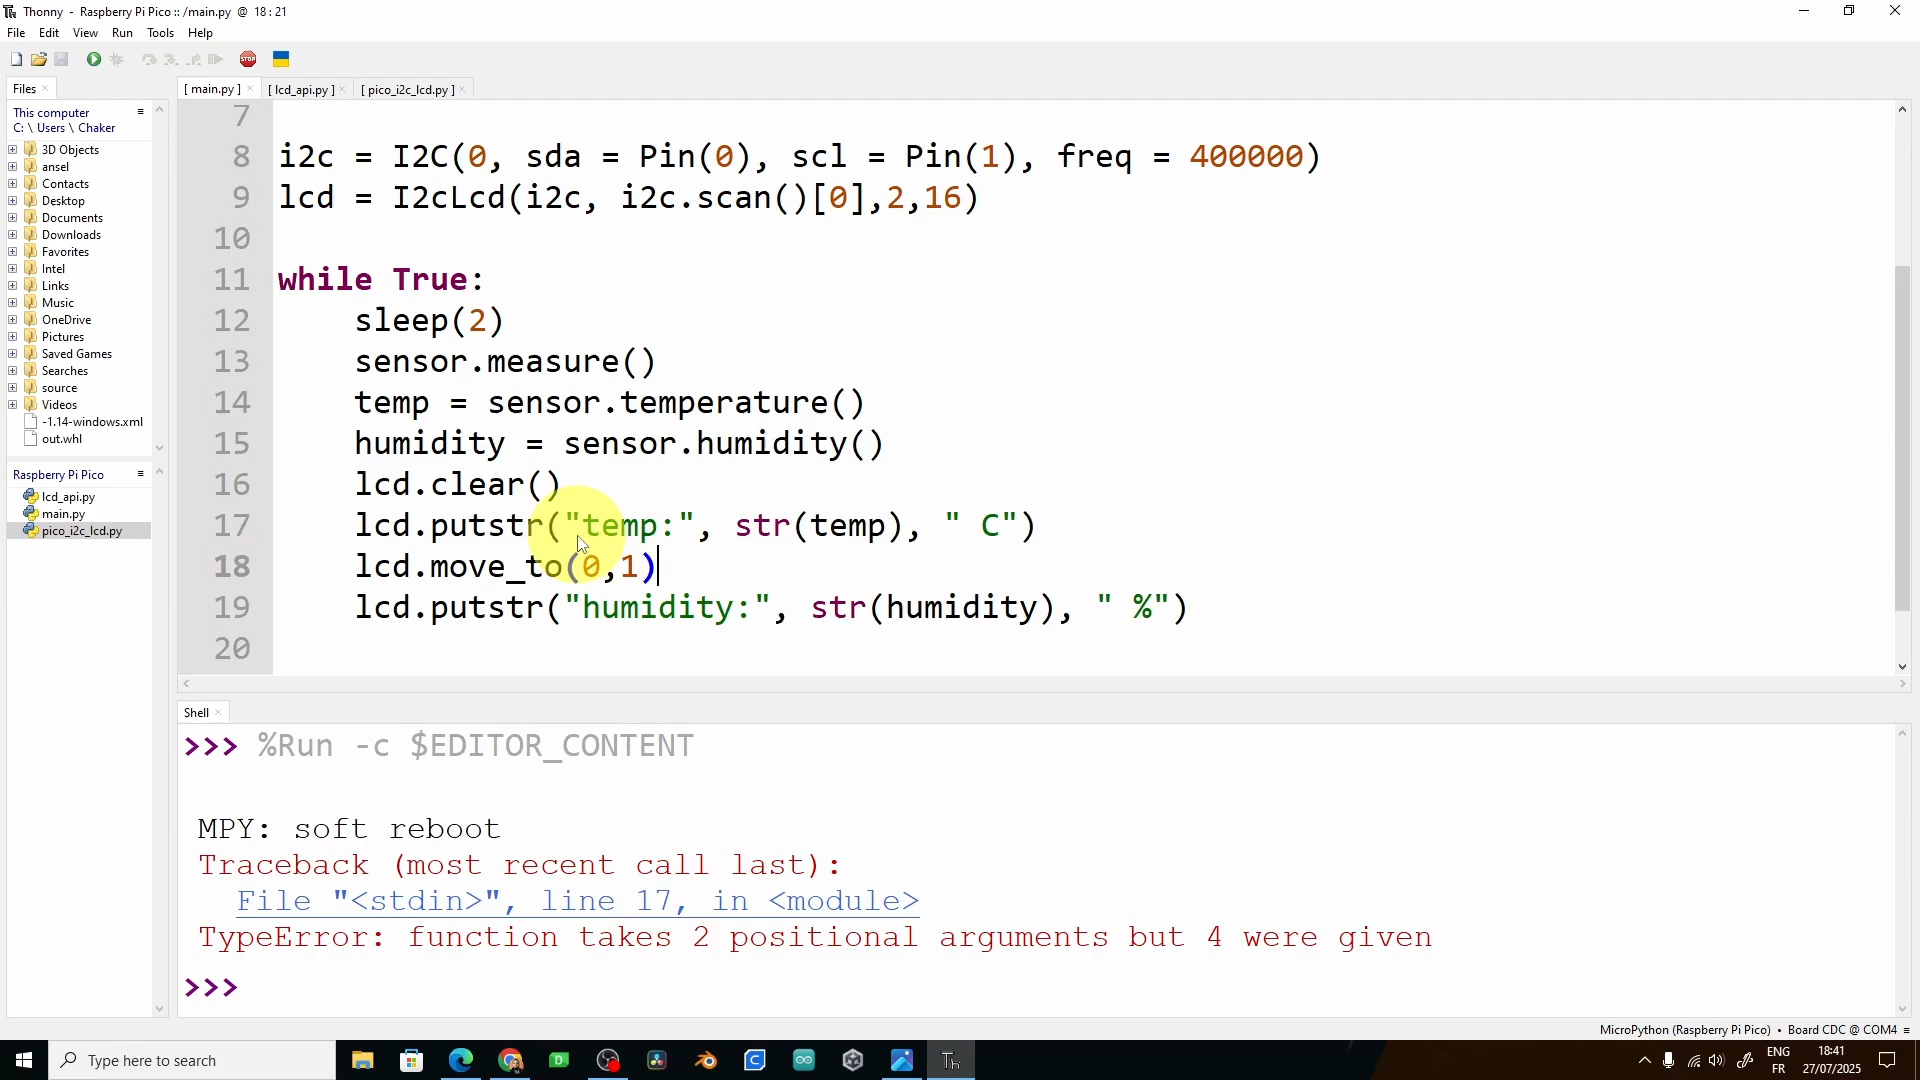 Thonny - Raspberry Pi Pico :: /main.py @ 18 : 21
File Edit View Run Tools Help
STOP
Files
[ main.py ] [ lcd_api.py ] [ pico_i2c_lcd.py ]
This computer
C: \ Users \ Chaker
3D Objects
ansel
Contacts
Desktop
Documents
Downloads
Favorites
Intel
Links
Music
OneDrive
Pictures
Saved Games
Searches
source
Videos
-1.14-windows.xml
out.whl
Raspberry Pi Pico
lcd_api.py
main.py
pico_i2c_lcd.py
7
8 i2c = I2C(0, sda = Pin(0), scl = Pin(1), freq = 400000)
9 lcd = I2cLcd(i2c, i2c.scan()[0],2,16)
10
11 while True:
12     sleep(2)
13     sensor.measure()
14     temp = sensor.temperature()
15     humidity = sensor.humidity()
16     lcd.clear()
17     lcd.putstr("temp:", str(temp), " C")
18     lcd.move_to(0,1)
19     lcd.putstr("humidity:", str(humidity), " %")
20
Shell
>>> %Run -c $EDITOR_CONTENT
MPY: soft reboot
Traceback (most recent call last):
  File "<stdin>", line 17, in <module>
TypeError: function takes 2 positional arguments but 4 were given
>>>
MicroPython (Raspberry Pi Pico) • Board CDC @ COM4 ≡
Type here to search
Th
ENG
FR
18:41
27/07/2025